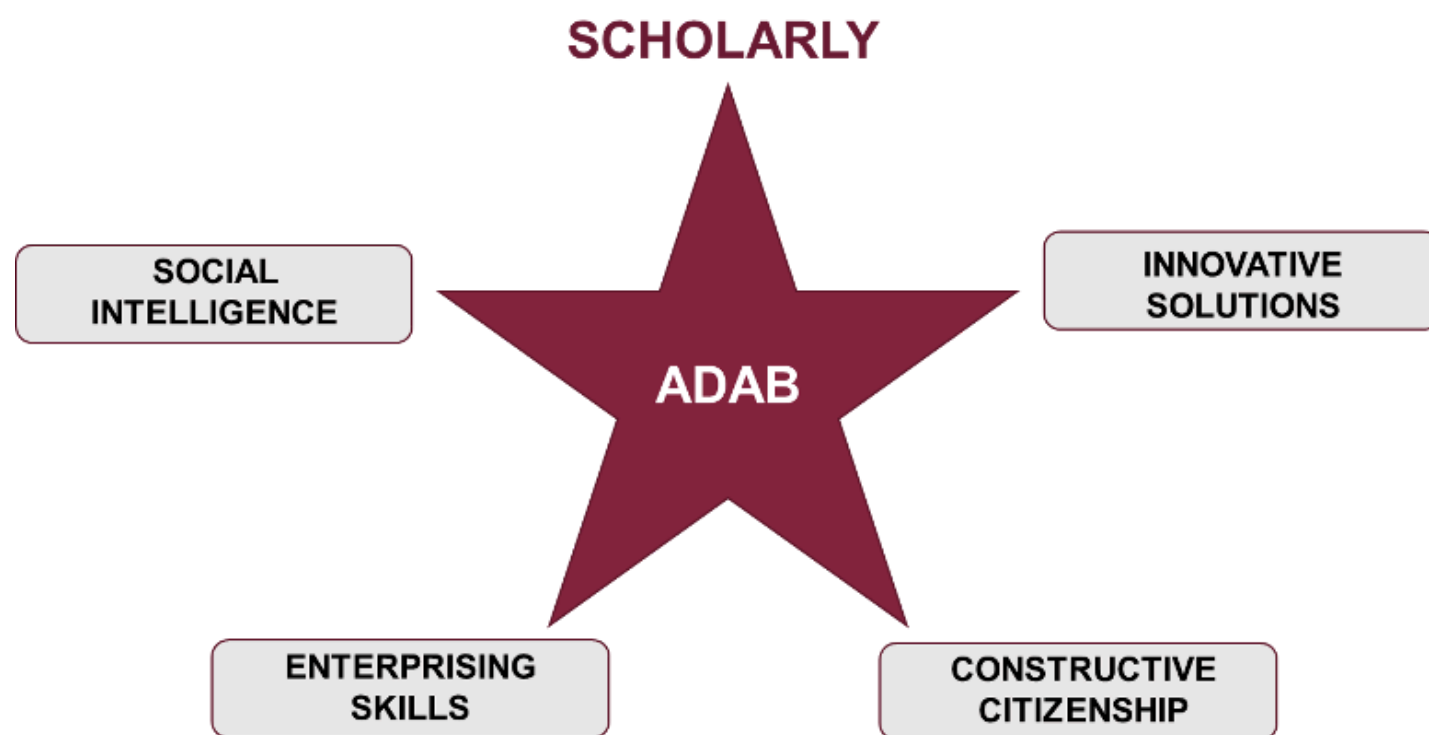 SCHOLARLY
SOCIAL
INTELLIGENCE
INNOVATIVE
SOLUTIONS
ADAB
ENTERPRISING
SKILLS
CONSTRUCTIVE
CITIZENSHIP